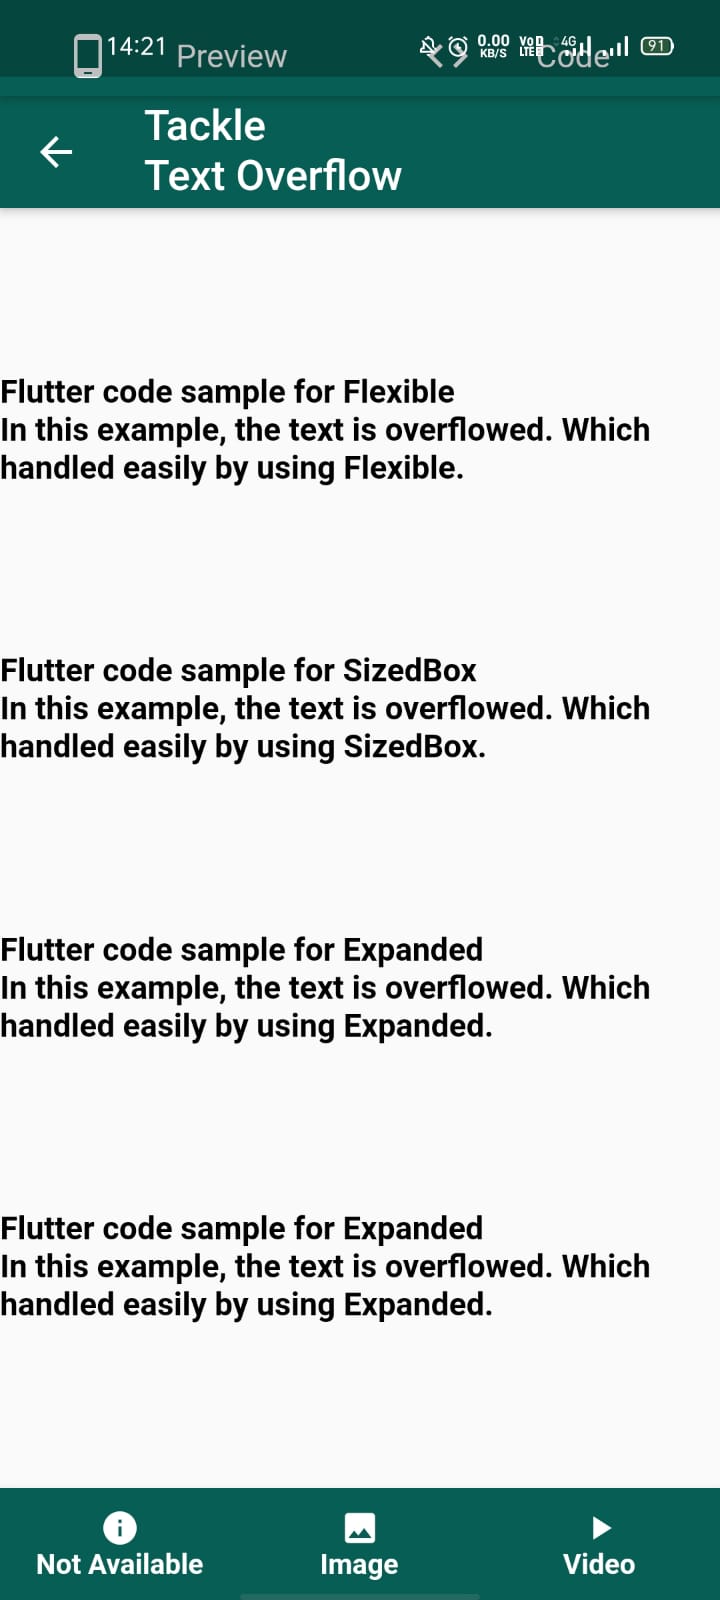 14:21 Preview 0.00 KB/S VoD LTE 4G Code 91
Tackle
Text Overflow
Flutter code sample for Flexible
In this example, the text is overflowed. Which
handled easily by using Flexible.
Flutter code sample for SizedBox
In this example, the text is overflowed. Which
handled easily by using SizedBox.
Flutter code sample for Expanded
In this example, the text is overflowed. Which
handled easily by using Expanded.
Flutter code sample for Expanded
In this example, the text is overflowed. Which
handled easily by using Expanded.
Not Available Image Video